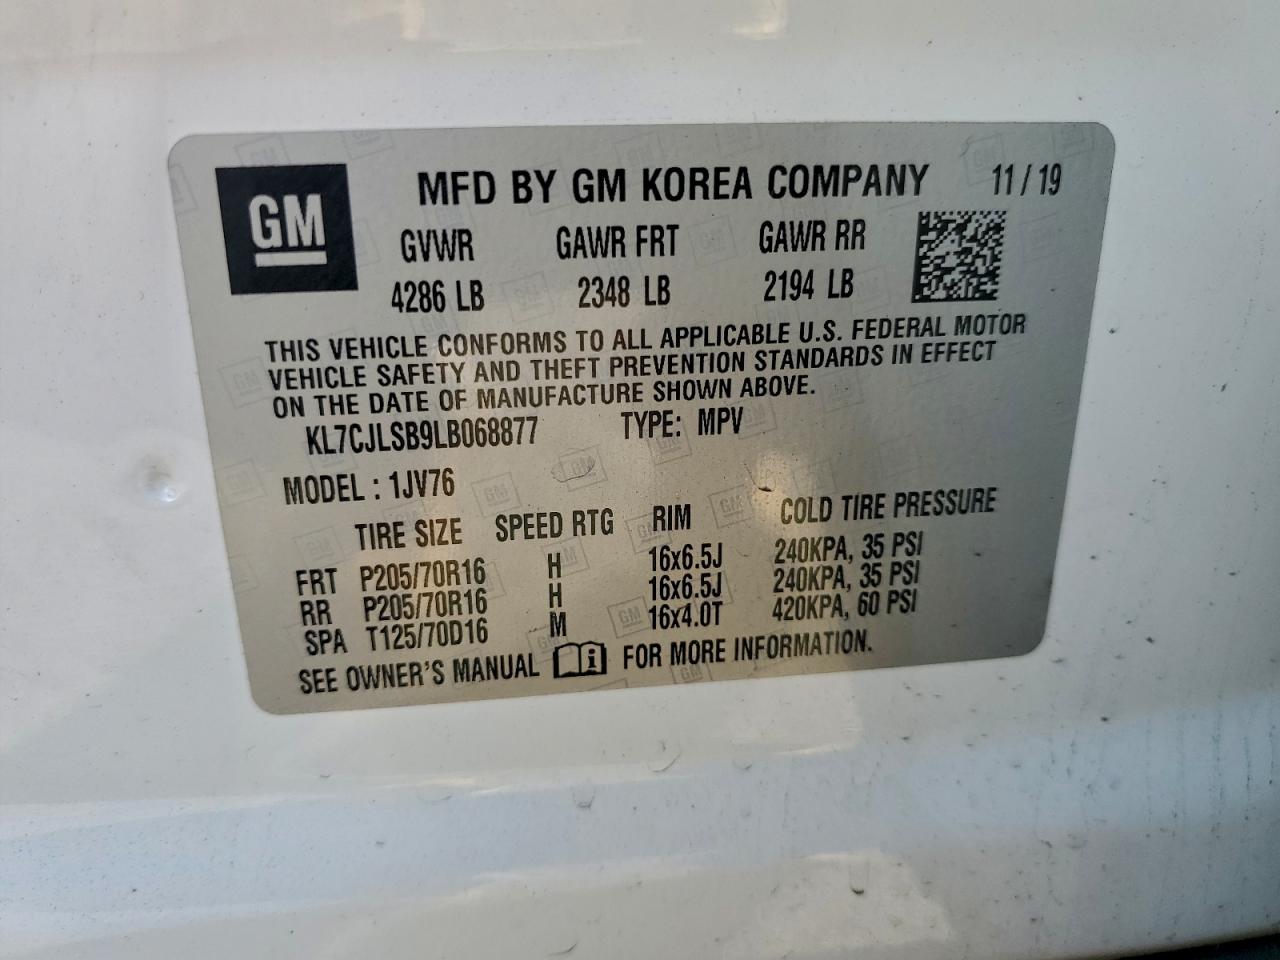 GM
MFD BY GM KOREA COMPANY 11 / 19
GVWR GAWR FRT GAWR RR
4286 LB 2348 LB 2194 LB
THIS VEHICLE CONFORMS TO ALL APPLICABLE U.S. FEDERAL MOTOR
VEHICLE SAFETY AND THEFT PREVENTION STANDARDS IN EFFECT
ON THE DATE OF MANUFACTURE SHOWN ABOVE.
KL7CJLSB9LB068877 TYPE: MPV
MODEL : 1JV76
TIRE SIZE SPEED RTG RIM COLD TIRE PRESSURE
FRT P205/70R16 H 16x6.5J 240KPA, 35 PSI
RR P205/70R16 H 16x6.5J 240KPA, 35 PSI
SPA T125/70D16 M 16x4.0T 420KPA, 60 PSI
SEE OWNER'S MANUAL i FOR MORE INFORMATION.